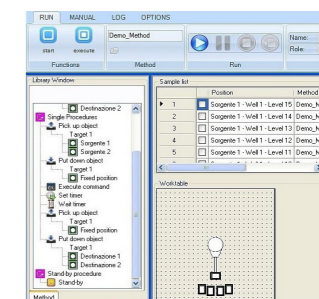 RUN MANUAL LOG OPTIONS
start execute
Demo_Method
Name:
Role:
Functions Method Run
Library Window
Destinazione 2
Single Procedures
Pick up object
Target 1
Sorgente 1
Sorgente 2
Put down object
Target 1
Fixed position
Execute command
Set timer
Wait timer
Pick up object
Target 1
Fixed position
Put down object
Target 1
Destinazione 1
Destinazione 2
Stand-by procedure
Stand-by
Method
Sample list
Position Method
1 Sorgente 1 - Well 1 - Level 15 Demo_M
2 Sorgente 1 - Well 1 - Level 14 Demo_M
3 Sorgente 1 - Well 1 - Level 13 Demo_M
4 Sorgente 1 - Well 1 - Level 12 Demo_M
5 Sorgente 1 - Well 1 - Level 11 Demo_M
Worktable